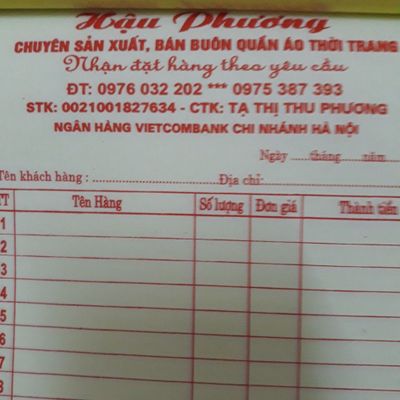 Hậu Phương
CHUYÊN SẢN XUẤT, BÁN BUÔN QUẦN ÁO THỜI TRANG
Nhận đặt hàng theo yêu cầu
ĐT: 0976 032 202 *** 0975 387 393
STK: 0021001827634 - CTK: TẠ THỊ THU PHƯƠNG
NGÂN HÀNG VIETCOMBANK CHI NHÁNH HÀ NỘI
Ngày ......tháng......năm....
Tên khách hàng : ........................Địa chỉ:........................
TT Tên Hàng Số lượng Đơn giá Thành tiền
1
2
3
4
5
6
7
8